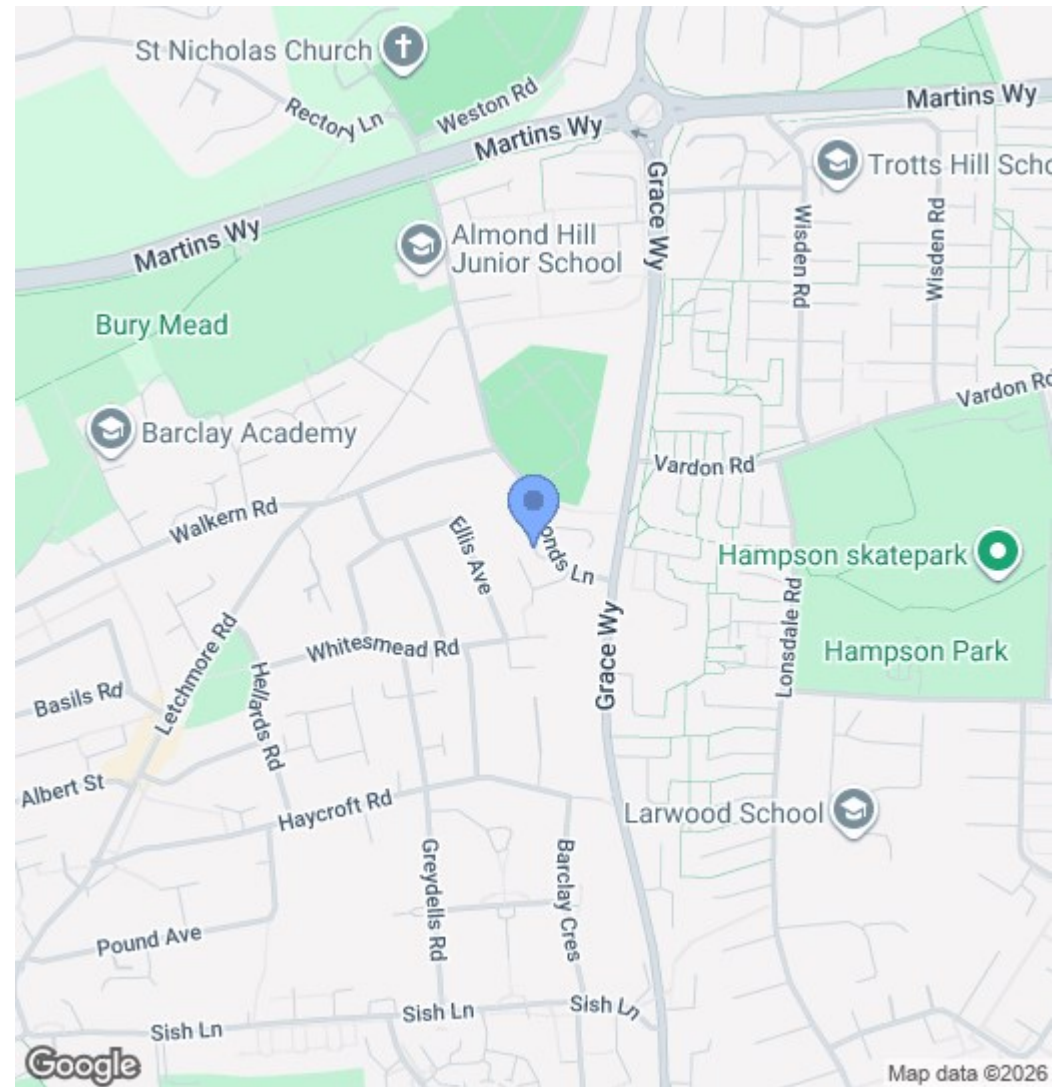 St Nicholas Church
Rectory Ln
Weston Rd
Martins Wy
Martins Wy
Martins Wy
Grace Wy
Trotts Hill Scho
Almond Hill
Junior School
Wisden Rd
Wisden Rd
Bury Mead
Barclay Academy
Vardon Rd
Vardon Rd
Walkern Rd
Ellis Ave
onds Ln
Hampson skatepark
Letchmore Rd
Whitesmead Rd
Grace Wy
Lonsdale Rd
Hampson Park
Hellards Rd
Basils Rd
Albert St
Haycroft Rd
Larwood School
Greydells Rd
Barclay Cres
Pound Ave
Sish Ln
Sish Ln
Sish Ln
Google
Map data ©2026